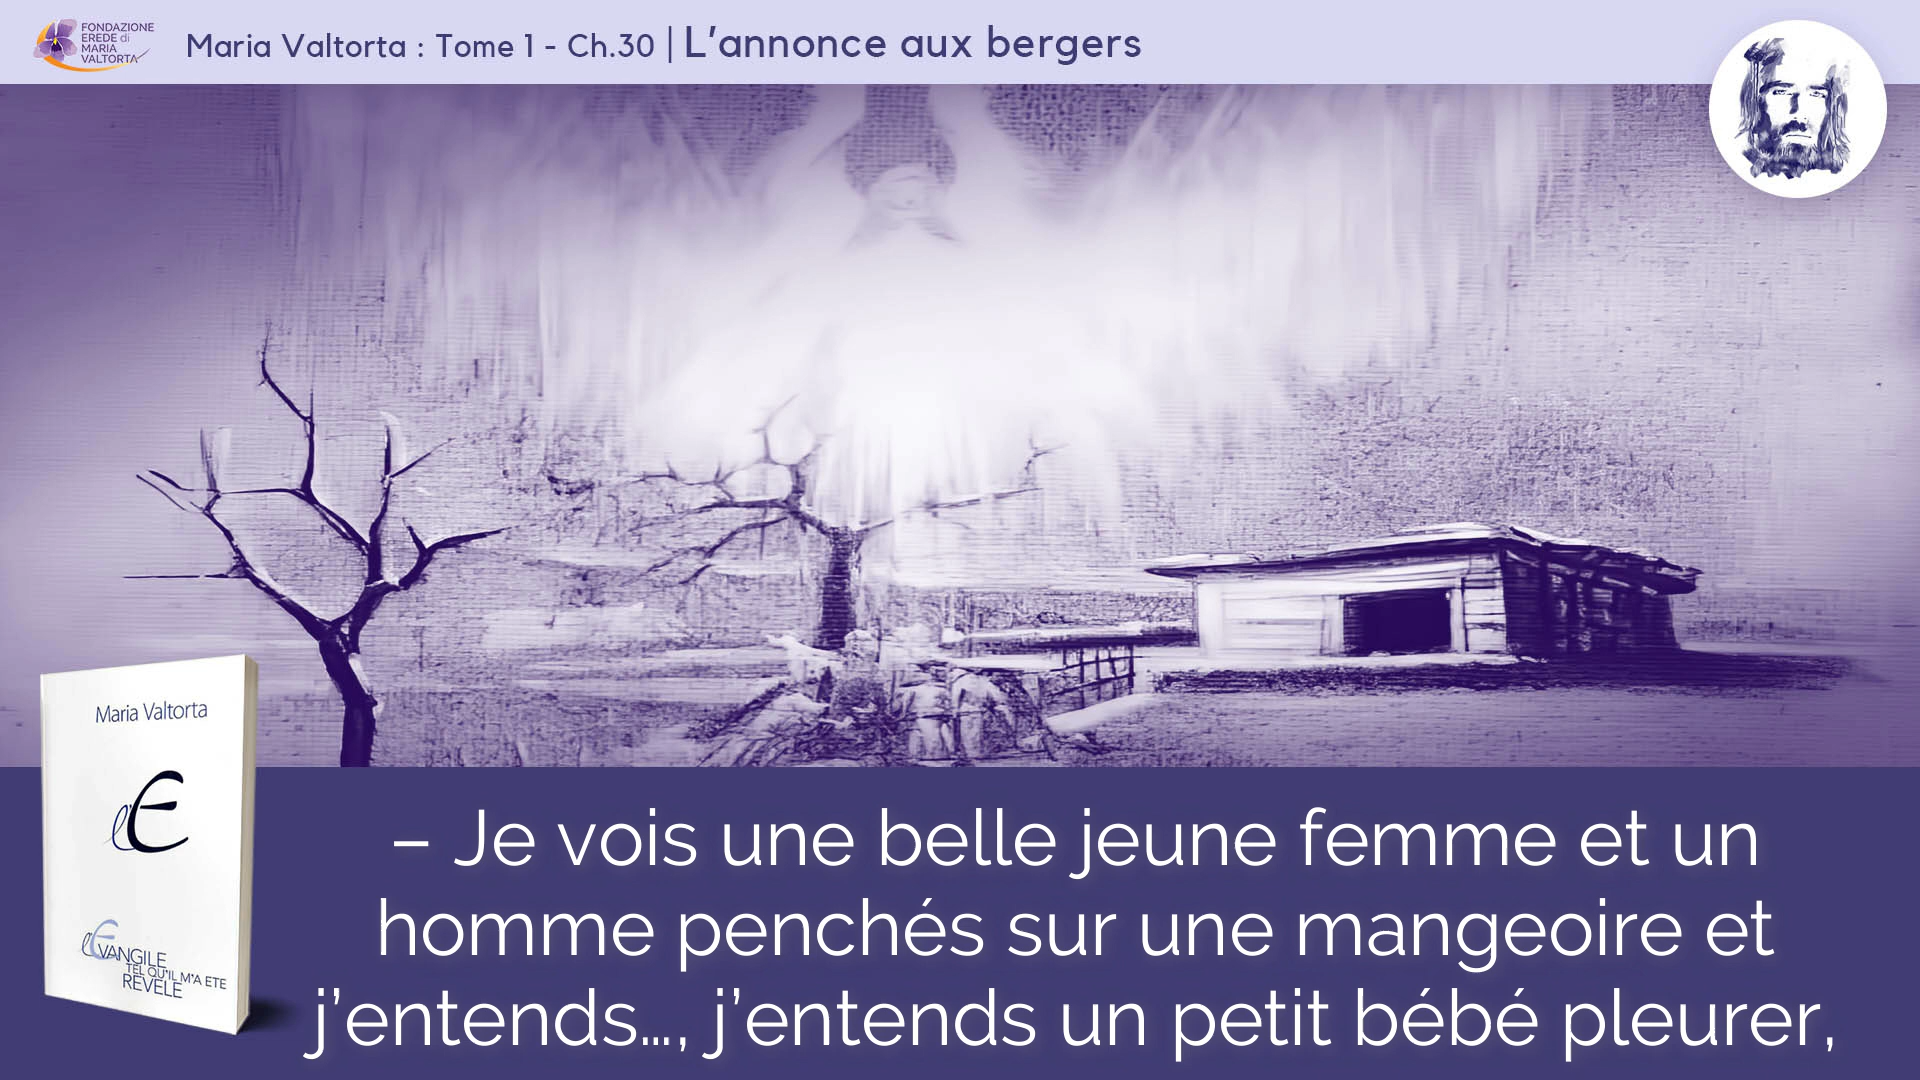 FONDAZIONE
EREDE di
MARIA
VALTORTA
Maria Valtorta : Tome 1 - Ch.30 | L'annonce aux bergers
Maria Valtorta
l'E
l'EVANGILE
TEL QU'IL M'A ETE
REVELE
– Je vois une belle jeune femme et un
homme penchés sur une mangeoire et
j'entends..., j'entends un petit bébé pleurer,